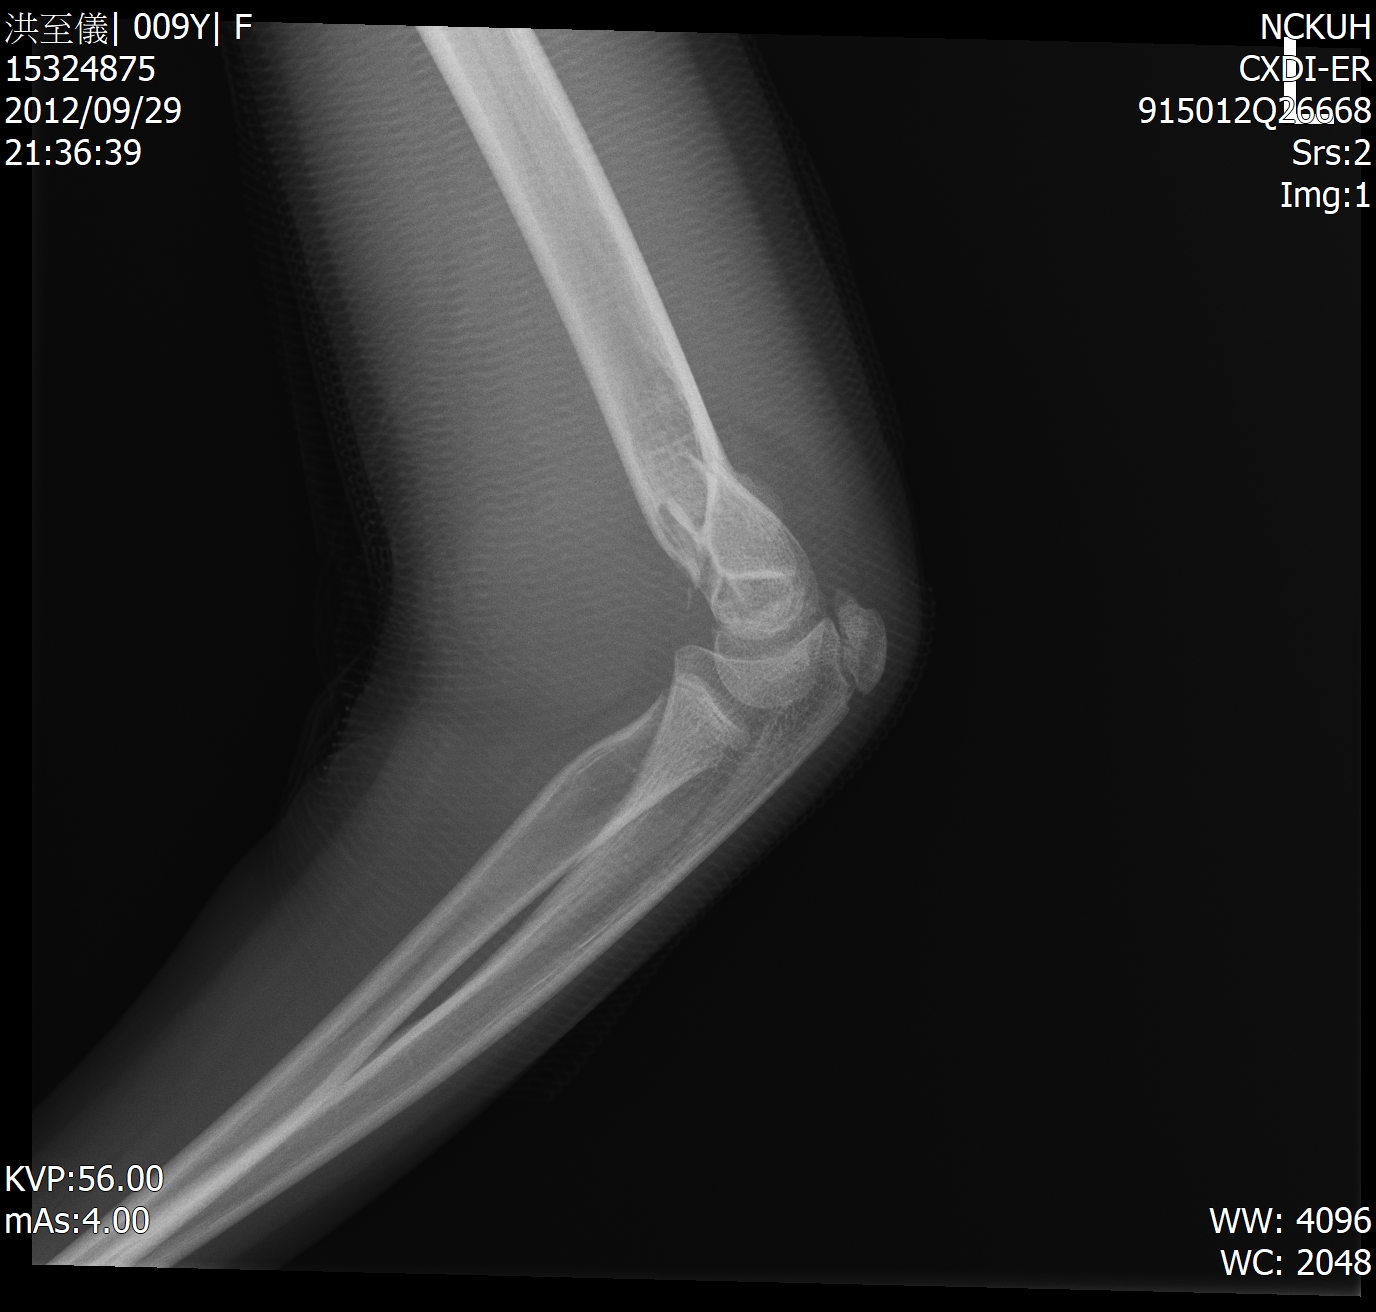 洪至儀| 009Y| F
15324875
2012/09/29
21:36:39
NCKUH
CXDI-ER
915012Q26668
Srs:2
Img:1
L
KVP:56.00
mAs:4.00
WW: 4096
WC: 2048